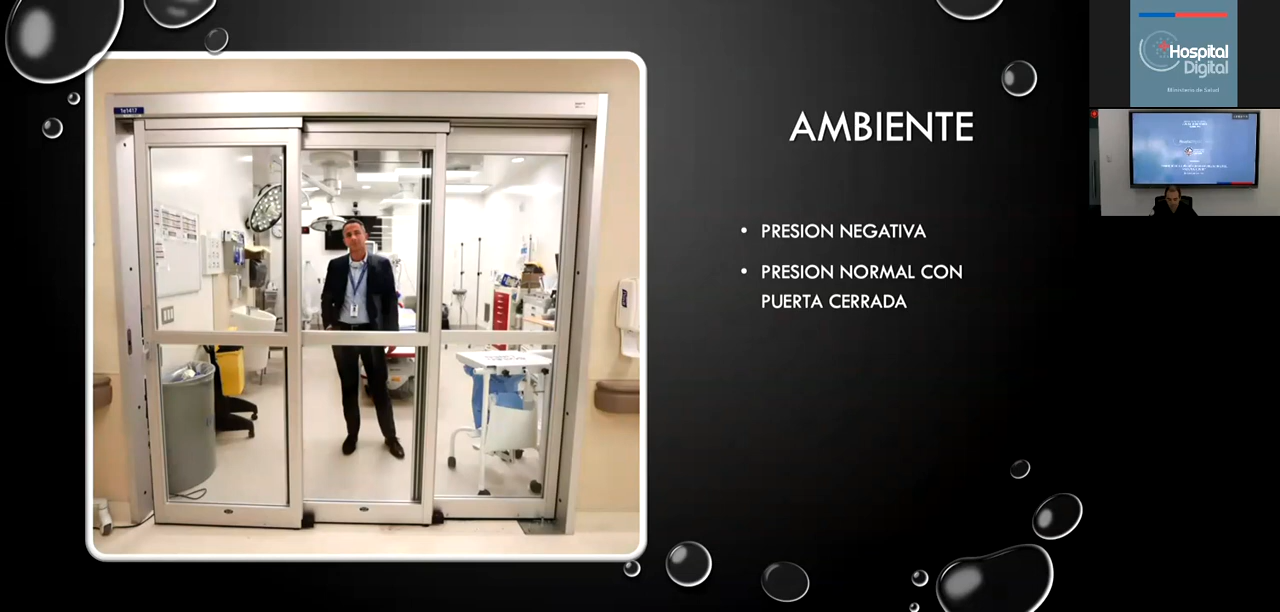 AMBIENTE
• PRESION NEGATIVA
• PRESION NORMAL CON
PUERTA CERRADA
Hospital
Digital
Ministerio de Salud